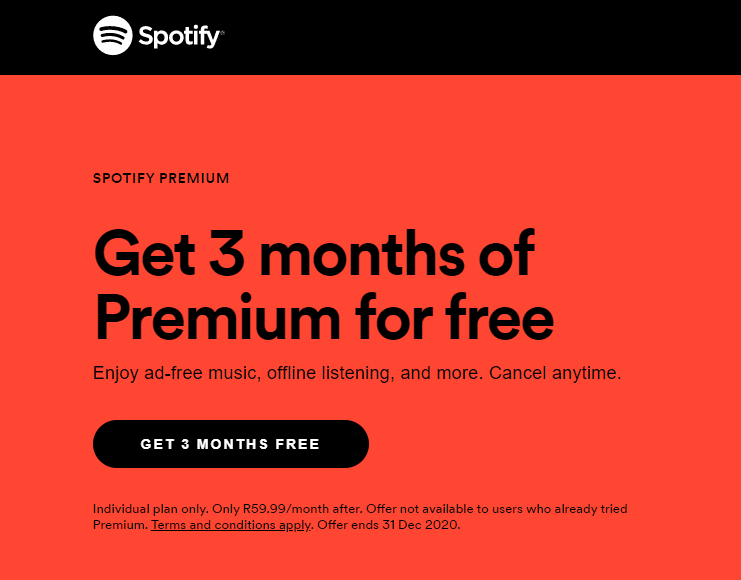 Spotify®
SPOTIFY PREMIUM
Get 3 months of
Premium for free
Enjoy ad-free music, offline listening, and more. Cancel anytime.
GET 3 MONTHS FREE
Individual plan only. Only R59.99/month after. Offer not available to users who already tried
Premium. Terms and conditions apply. Offer ends 31 Dec 2020.